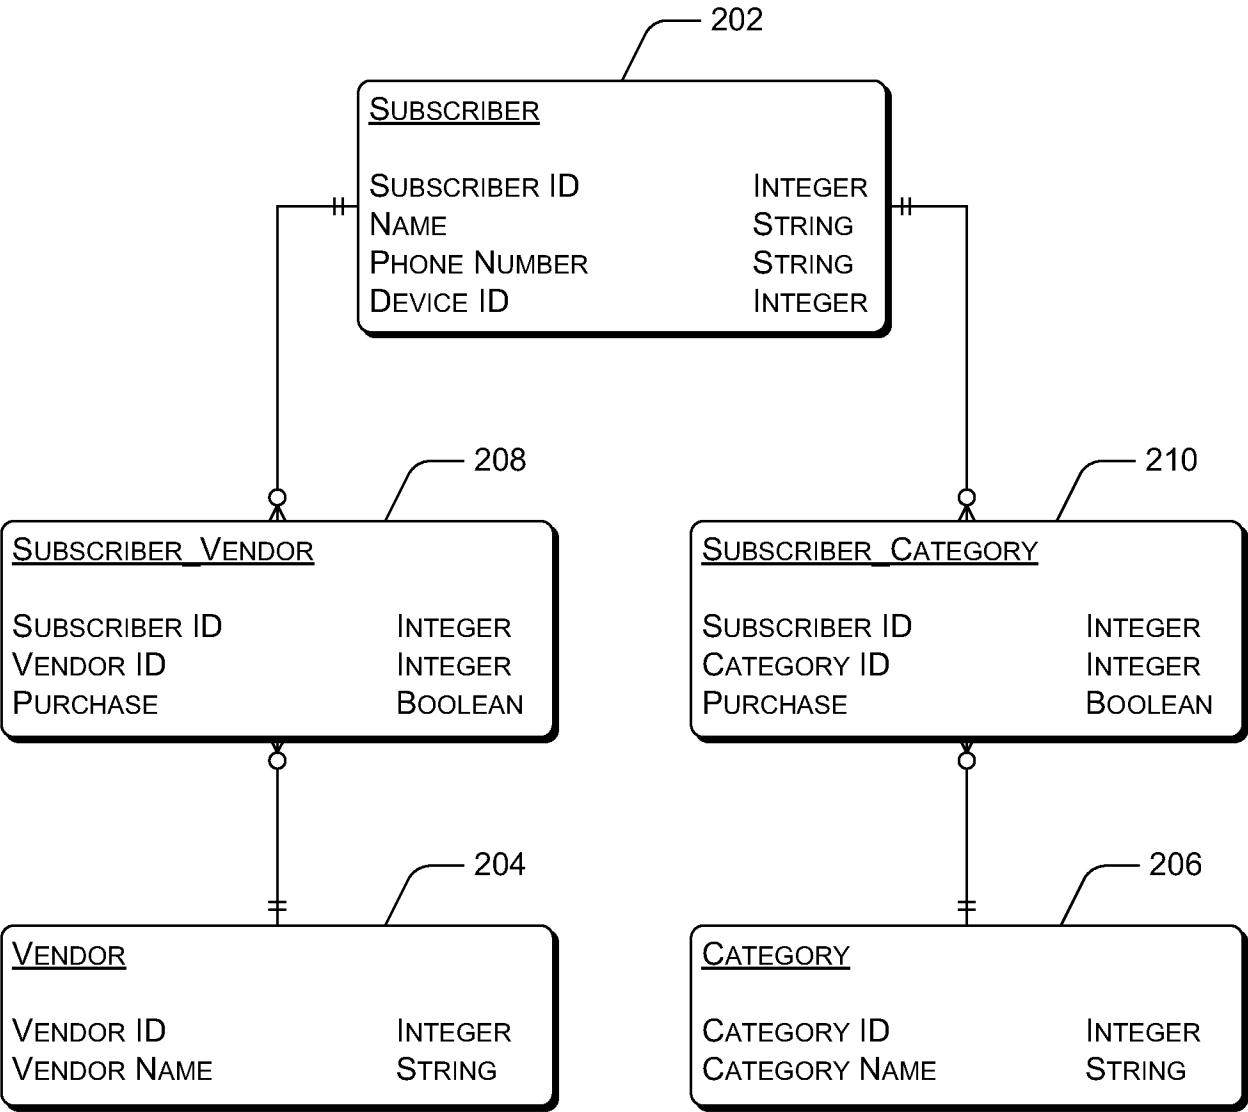 202
SUBSCRIBER
SUBSCRIBER ID INTEGER
NAME STRING
PHONE NUMBER STRING
DEVICE ID INTEGER
208
210
SUBSCRIBER_VENDOR
SUBSCRIBER ID INTEGER
VENDOR ID INTEGER
PURCHASE BOOLEAN
SUBSCRIBER_CATEGORY
SUBSCRIBER ID INTEGER
CATEGORY ID INTEGER
PURCHASE BOOLEAN
204
206
VENDOR
VENDOR ID INTEGER
VENDOR NAME STRING
CATEGORY
CATEGORY ID INTEGER
CATEGORY NAME STRING